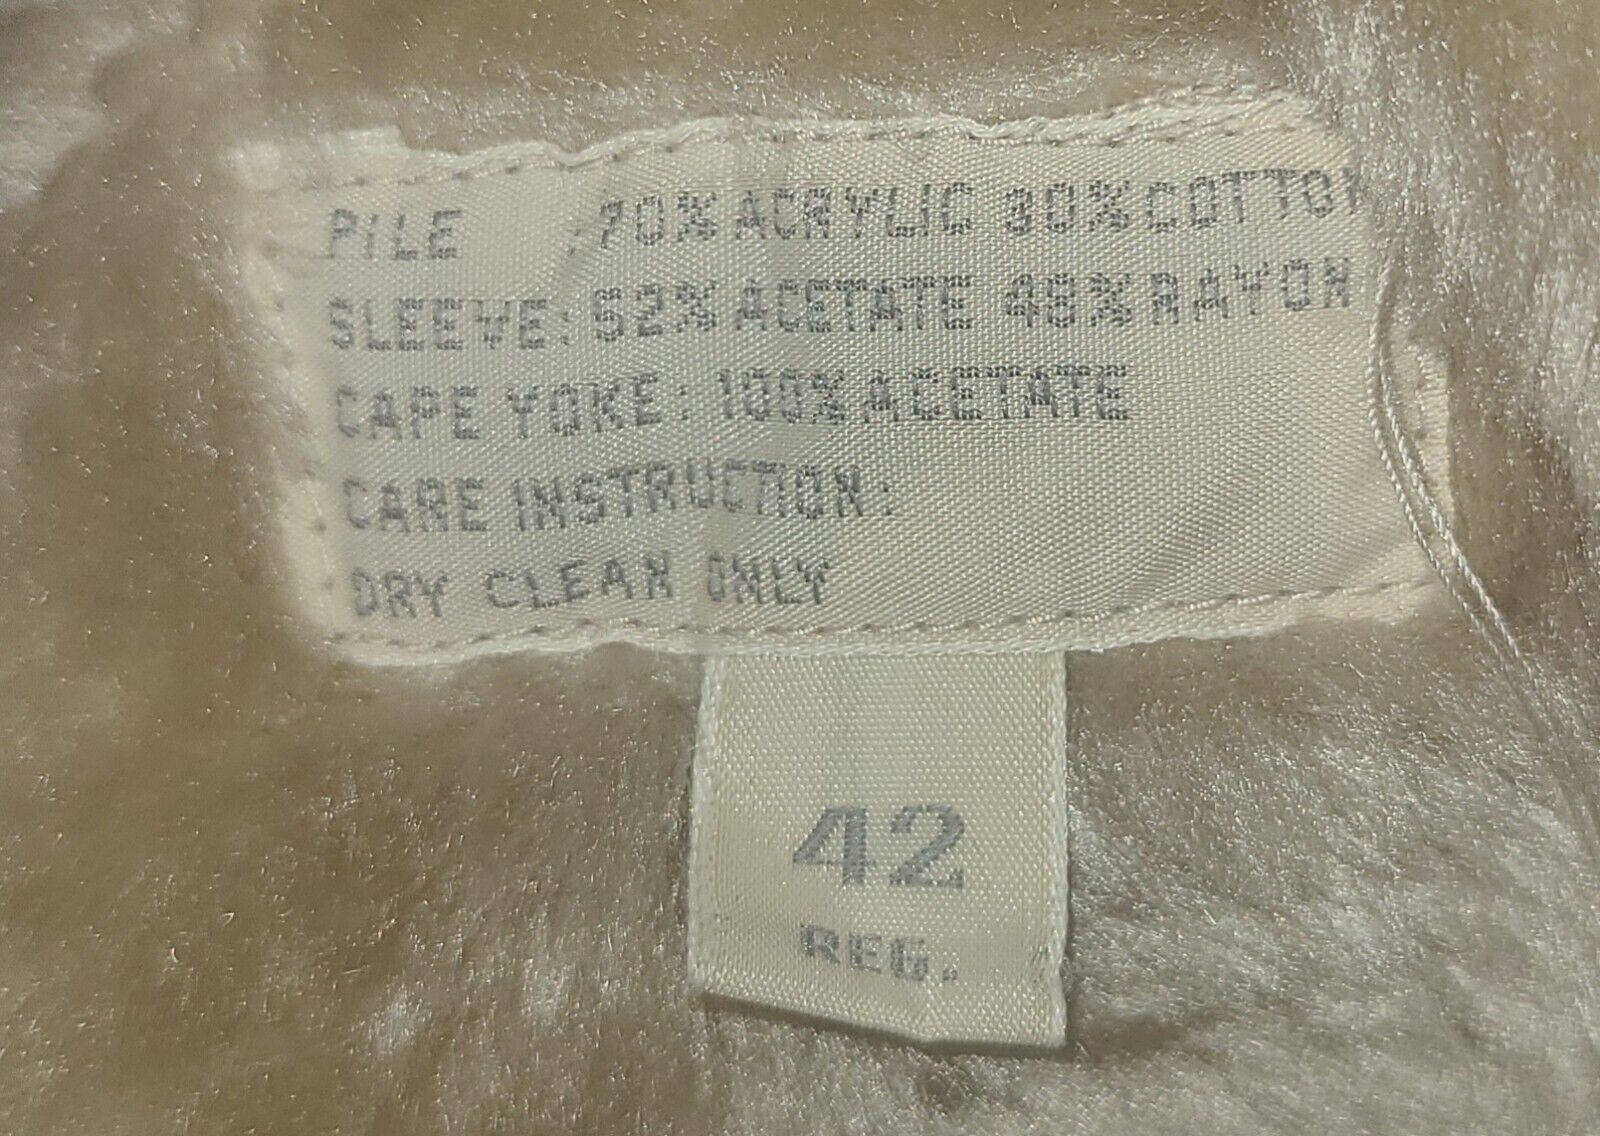 PILE : 70% ACRYLIC 30% COTTON
SLEEVE: 52% ACETATE 48% RAYON
CAPE YOKE: 100% ACETATE
CARE INSTRUCTION:
DRY CLEAN ONLY
42
REG.